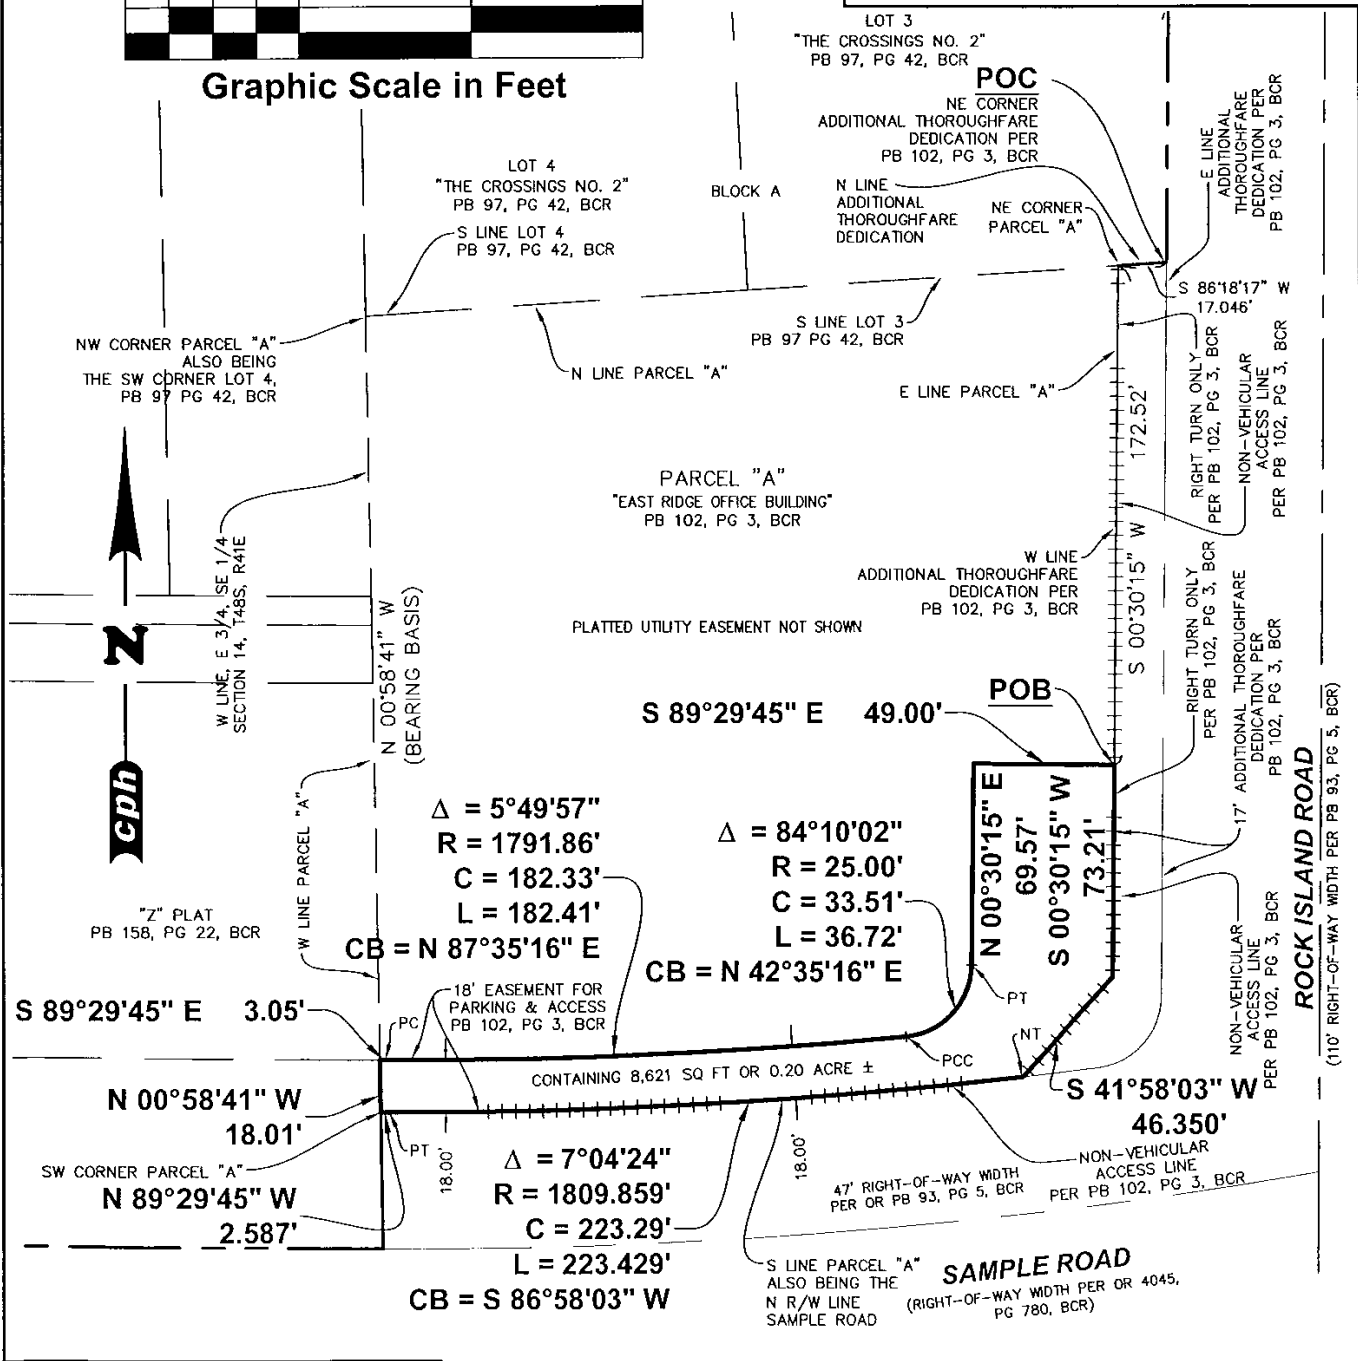 Graphic Scale in Feet
LOT 3
"THE CROSSINGS NO. 2"
PB 97, PG 42, BCR
POC
NE CORNER
ADDITIONAL THOROUGHFARE
DEDICATION PER
PB 102, PG 3, BCR
E LINE
ADDITIONAL
THOROUGHFARE
DEDICATION PER
PB 102, PG 3, BCR
LOT 4
"THE CROSSINGS NO. 2"
PB 97, PG 42, BCR
BLOCK A
N LINE
ADDITIONAL
THOROUGHFARE
DEDICATION
NE CORNER
PARCEL "A"
S LINE LOT 4
PB 97, PG 42, BCR
S 86°18'17" W
17.046'
S LINE LOT 3
PB 97 PG 42, BCR
NW CORNER PARCEL "A"
ALSO BEING
THE SW CORNER LOT 4,
PB 97 PG 42, BCR
N LINE PARCEL "A"
E LINE PARCEL "A"
S 00°30'15" W 172.52'
RIGHT TURN ONLY
PER PB 102, PG 3, BCR
NON-VEHICULAR
ACCESS LINE
PER PB 102, PG 3, BCR
PARCEL "A"
"EAST RIDGE OFFICE BUILDING"
PB 102, PG 3, BCR
W LINE, E 3/4, SE 1/4
SECTION 14, T48S, R41E
N 00°58'41" W
(BEARING BASIS)
W LINE
ADDITIONAL THOROUGHFARE
DEDICATION PER
PB 102, PG 3, BCR
PLATTED UTILITY EASEMENT NOT SHOWN
RIGHT TURN ONLY
PER PB 102, PG 3, BCR
17' ADDITIONAL THOROUGHFARE
DEDICATION PER
PB 102, PG 3, BCR
N
cph
POB
S 89°29'45" E 49.00'
ROCK ISLAND ROAD
(110' RIGHT-OF-WAY WIDTH PER PB 93, PG 5, BCR)
W LINE PARCEL "A"
Δ = 5°49'57"
R = 1791.86'
C = 182.33'
L = 182.41'
CB = N 87°35'16" E
Δ = 84°10'02"
R = 25.00'
C = 33.51'
L = 36.72'
CB = N 42°35'16" E
N 00°30'15" E
69.57'
S 00°30'15" W
73.21'
"Z" PLAT
PB 158, PG 22, BCR
NON-VEHICULAR
ACCESS LINE
PER PB 102, PG 3, BCR
18' EASEMENT FOR
PARKING & ACCESS
PB 102, PG 3, BCR
S 89°29'45" E 3.05'
PC
PT
NT
PCC
CONTAINING 8,621 SQ FT OR 0.20 ACRE ±
N 00°58'41" W
18.01'
S 41°58'03" W
46.350'
PT
18.00'
18.00'
SW CORNER PARCEL "A"
N 89°29'45" W
2.587'
Δ = 7°04'24"
R = 1809.859'
C = 223.29'
L = 223.429'
CB = S 86°58'03" W
47' RIGHT-OF-WAY WIDTH
PER OR PB 93, PG 5, BCR
NON-VEHICULAR
ACCESS LINE
PER PB 102, PG 3, BCR
S LINE PARCEL "A"
ALSO BEING THE
N R/W LINE
SAMPLE ROAD
SAMPLE ROAD
(RIGHT-OF-WAY WIDTH PER OR 4045,
PG 780, BCR)